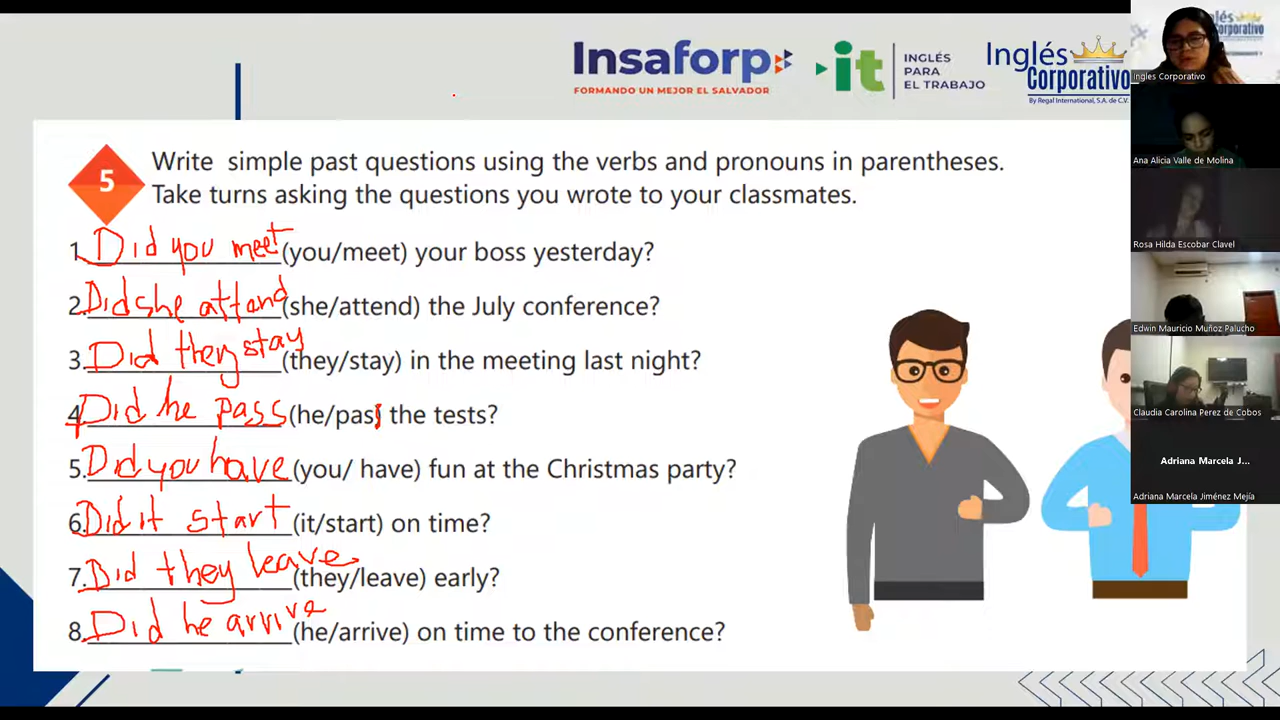 Insaforp
FORMANDO UN MEJOR EL SALVADOR
it
INGLÉS
PARA
EL TRABAJO
Inglés
Corporativo
By Regal International, S.A. de C.V.
5
Write simple past questions using the verbs and pronouns in parentheses.
Take turns asking the questions you wrote to your classmates.
1. Did you meet (you/meet) your boss yesterday?
2. Did she attend (she/attend) the July conference?
3. Did they stay (they/stay) in the meeting last night?
4. Did he pass (he/pass) the tests?
5. Did you have (you/ have) fun at the Christmas party?
6. Did it start (it/start) on time?
7. Did they leave (they/leave) early?
8. Did he arrive (he/arrive) on time to the conference?
Corporativo
Ingles Corporativo
Ana Alicia Valle de Molina
Rosa Hilda Escobar Clavel
Edwin Mauricio Muñoz Palucho
Claudia Carolina Perez de Cobos
Adriana Marcela J...
Adriana Marcela Jiménez Mejía